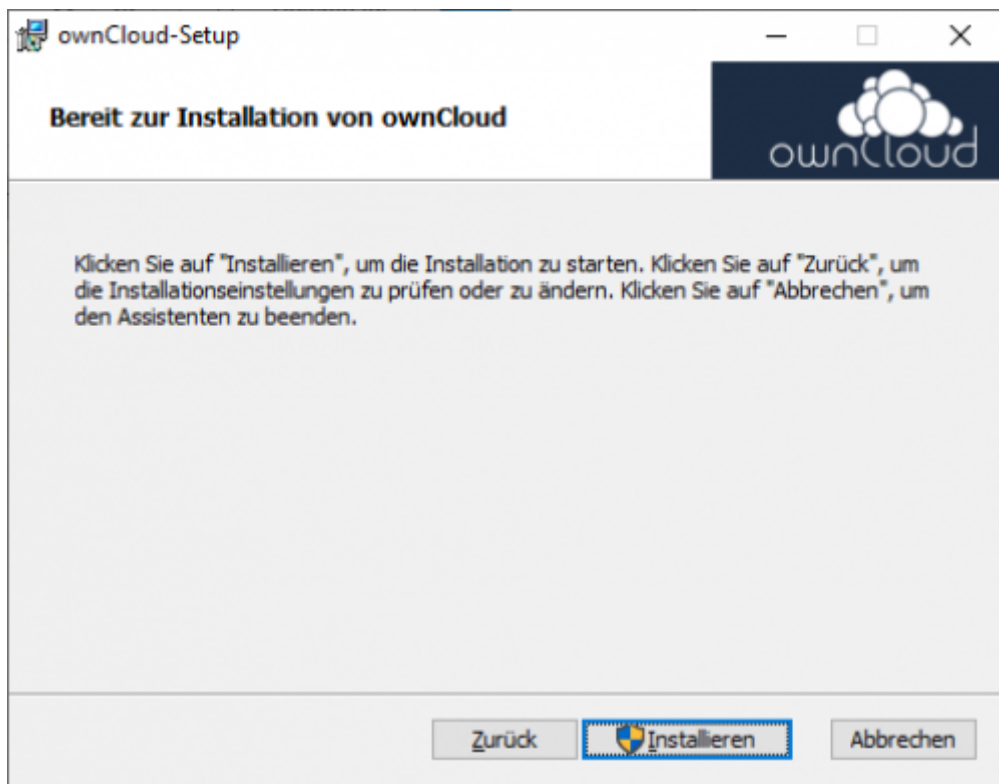 ownCloud-Setup
Bereit zur Installation von ownCloud
ownCloud
Klicken Sie auf "Installieren", um die Installation zu starten. Klicken Sie auf "Zurück", um
die Installationseinstellungen zu prüfen oder zu ändern. Klicken Sie auf "Abbrechen", um
den Assistenten zu beenden.
Zurück
Installieren
Abbrechen